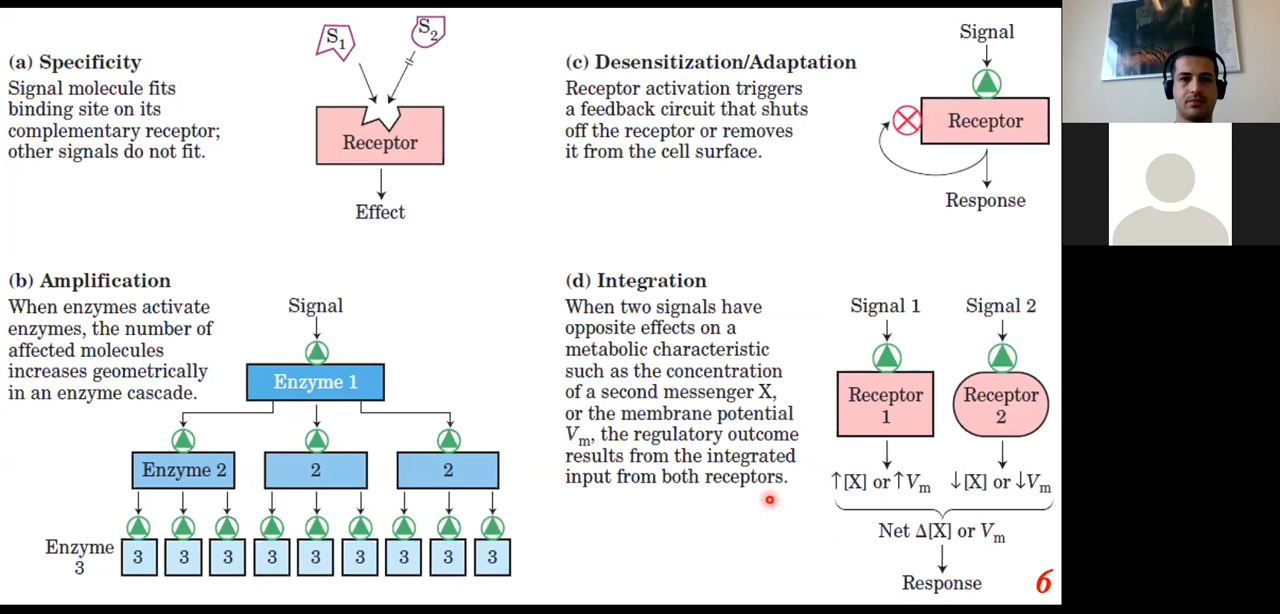 (a) Specificity
Signal molecule fits
binding site on its
complementary receptor;
other signals do not fit.
S₁
S₂
Receptor
Effect
(b) Amplification
When enzymes activate
enzymes, the number of
affected molecules
increases geometrically
in an enzyme cascade.
Signal
Enzyme 1
Enzyme 2
2
2
Enzyme
3
3 3 3 3 3 3 3 3 3
(c) Desensitization/Adaptation
Receptor activation triggers
a feedback circuit that shuts
off the receptor or removes
it from the cell surface.
Signal
Receptor
Response
(d) Integration
When two signals have
opposite effects on a
metabolic characteristic
such as the concentration
of a second messenger X,
or the membrane potential
Vₘ, the regulatory outcome
results from the integrated
input from both receptors.
Signal 1
Signal 2
Receptor
1
Receptor
2
↑[X] or ↑Vₘ
↓[X] or ↓Vₘ
Net Δ[X] or Vₘ
Response
6